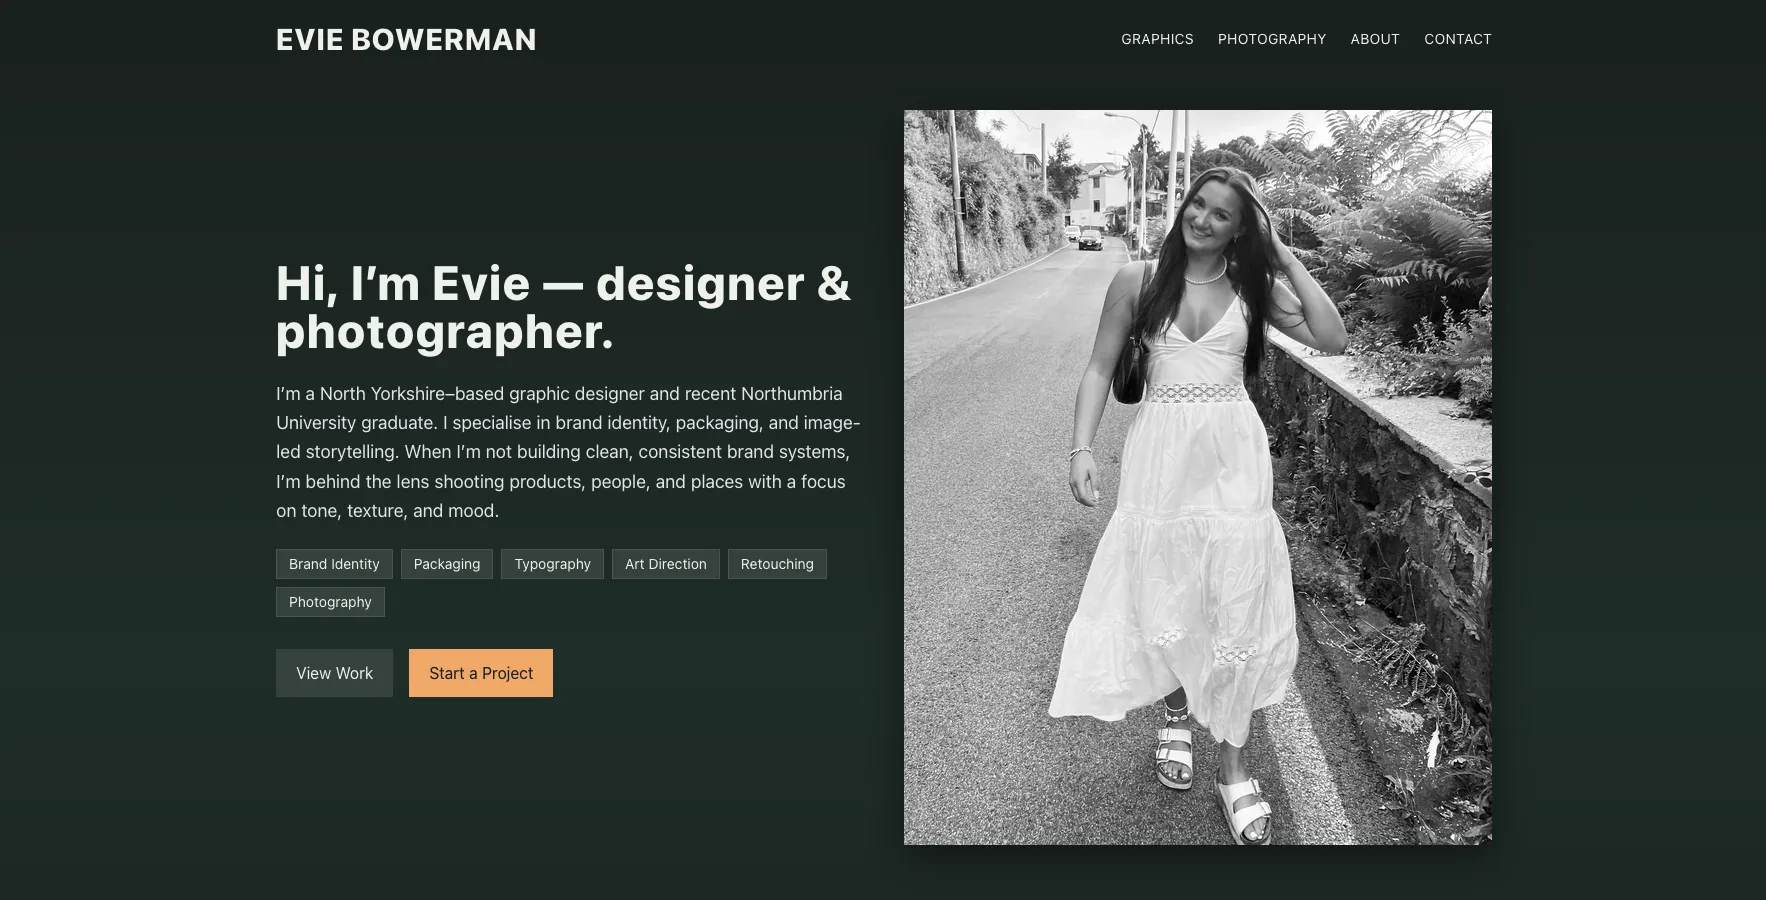 EVIE BOWERMAN
GRAPHICS PHOTOGRAPHY ABOUT CONTACT
Hi, I’m Evie — designer &
photographer.
I’m a North Yorkshire–based graphic designer and recent Northumbria
University graduate. I specialise in brand identity, packaging, and image-
led storytelling. When I’m not building clean, consistent brand systems,
I’m behind the lens shooting products, people, and places with a focus
on tone, texture, and mood.
Brand Identity Packaging Typography Art Direction Retouching
Photography
View Work Start a Project